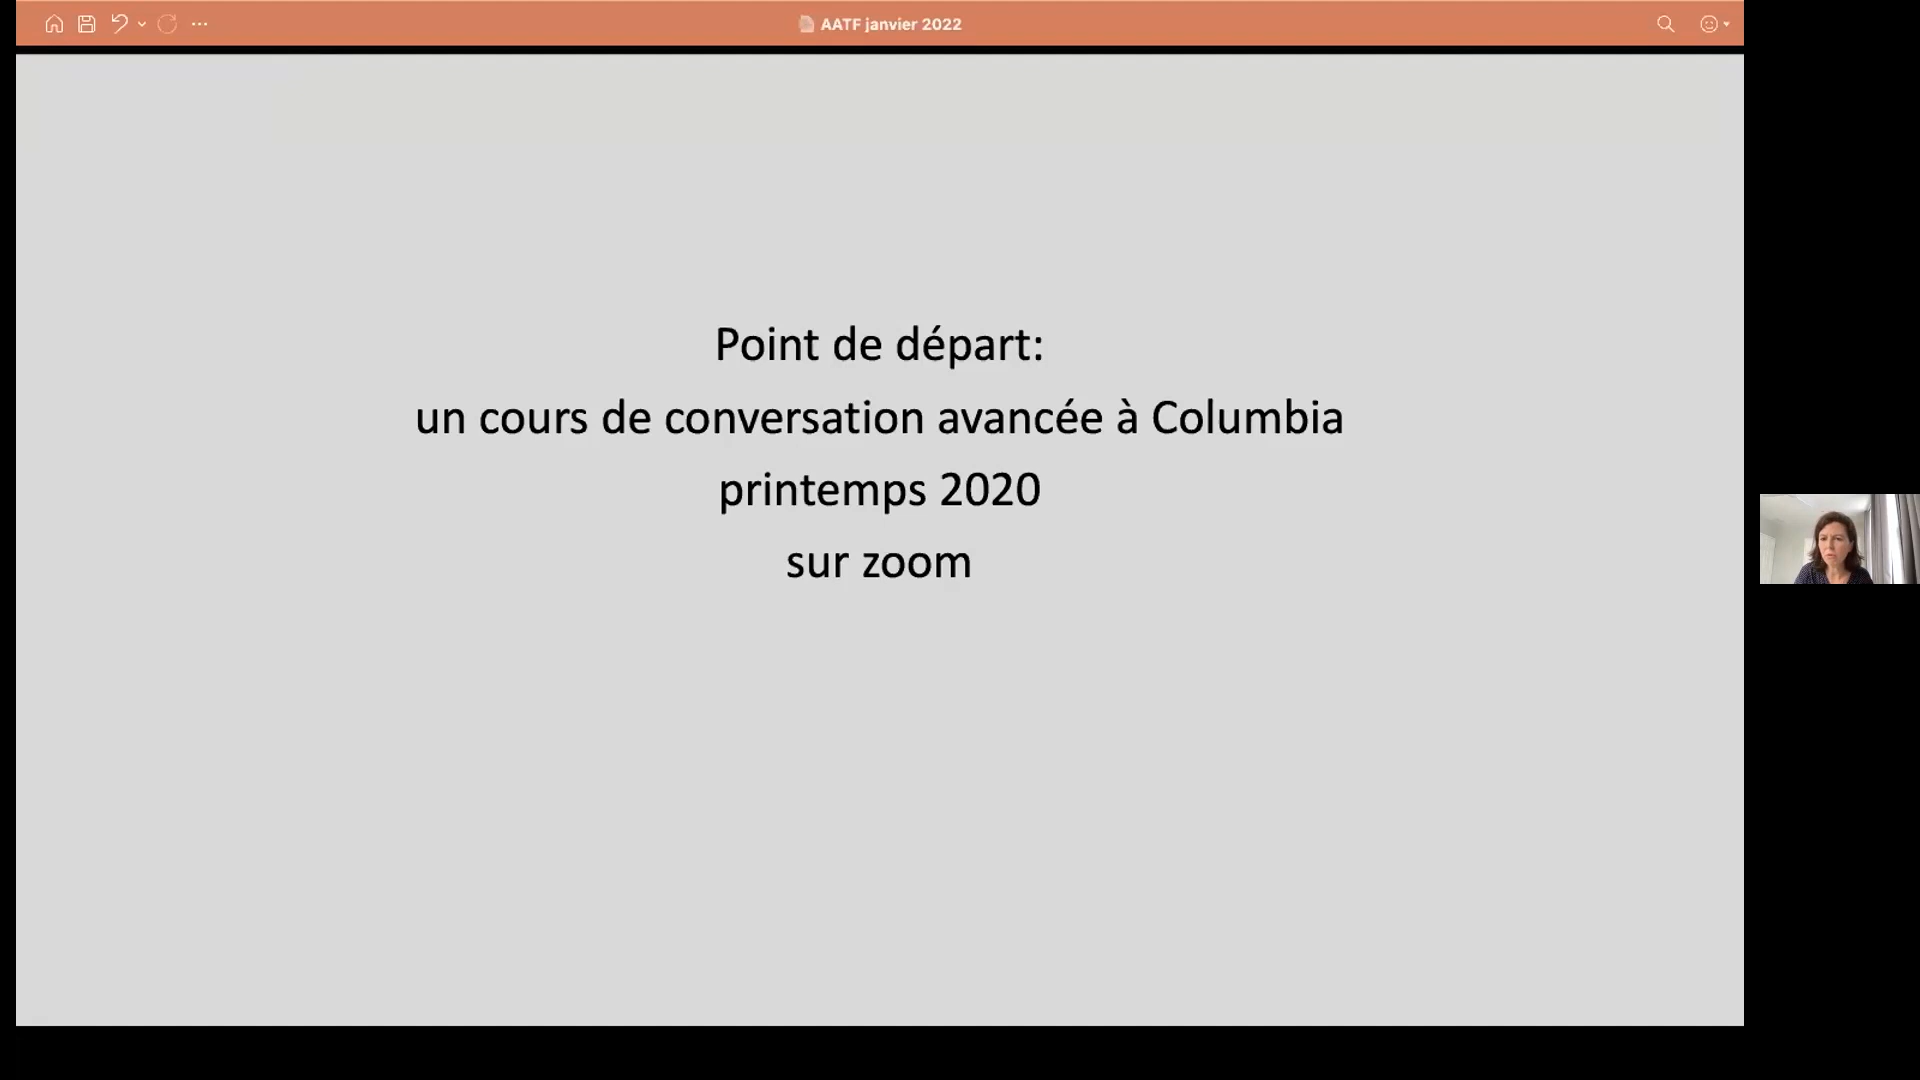 AATF janvier 2022
Point de départ:
un cours de conversation avancée à Columbia
printemps 2020
sur zoom